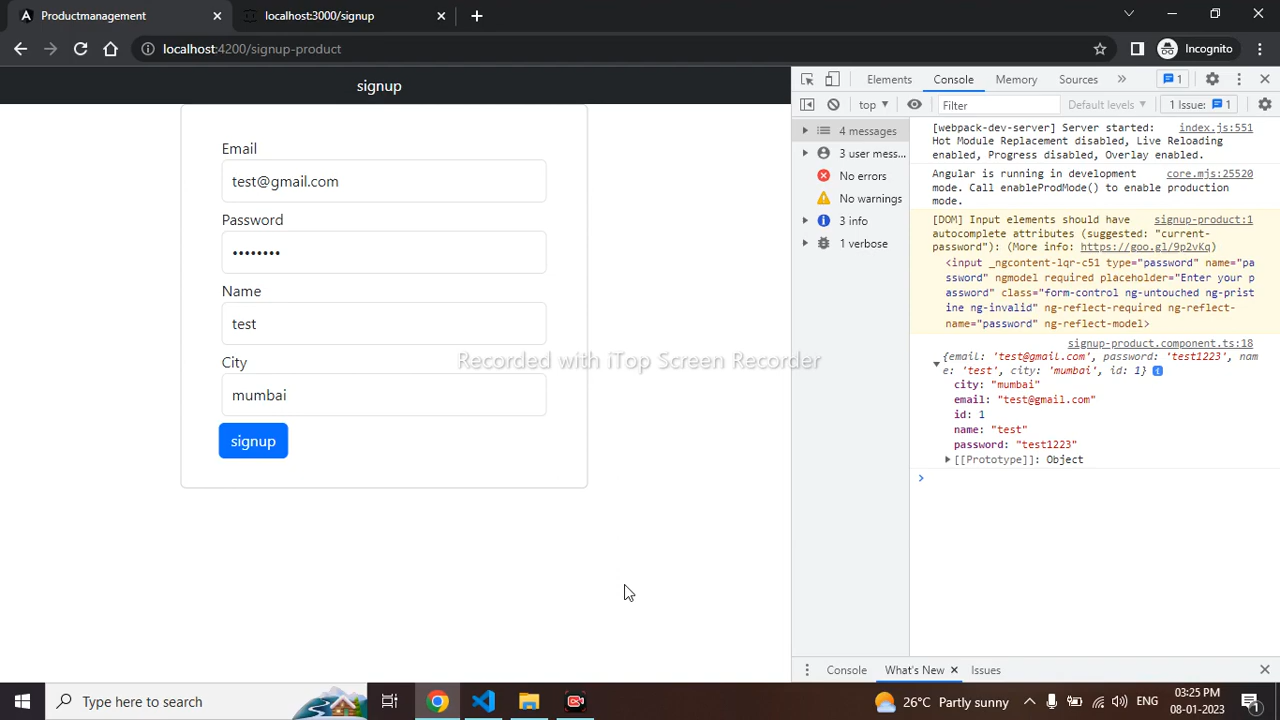 Productmanagement
localhost:3000/signup
localhost:4200/signup-product
Incognito
signup
Email
test@gmail.com
Password
••••••••
Name
test
City
mumbai
signup
Recorded with iTop Screen Recorder
Elements
Console
Memory
Sources
1
top
Filter
Default levels
1 Issue: 1
4 messages
3 user mess...
No errors
No warnings
3 info
1 verbose
[webpack-dev-server] Server started: index.js:551
Hot Module Replacement disabled, Live Reloading
enabled, Progress disabled, Overlay enabled.
Angular is running in development core.mjs:25520
mode. Call enableProdMode() to enable production
mode.
[DOM] Input elements should have signup-product:1
autocomplete attributes (suggested: "current-
password"): (More info: https://goo.gl/9p2vKq)
<input _ngcontent-lqr-c51 type="password" name="pa
ssword" ngmodel required placeholder="Enter your p
assword" class="form-control ng-untouched ng-prist
ine ng-invalid" ng-reflect-required ng-reflect-
name="password" ng-reflect-model>
signup-product.component.ts:18
{email: 'test@gmail.com', password: 'test1223', nam
e: 'test', city: 'mumbai', id: 1} i
city: "mumbai"
email: "test@gmail.com"
id: 1
name: "test"
password: "test1223"
[[Prototype]]: Object
Console
What's New
Issues
Type here to search
26°C Partly sunny
ENG
03:25 PM
08-01-2023
1